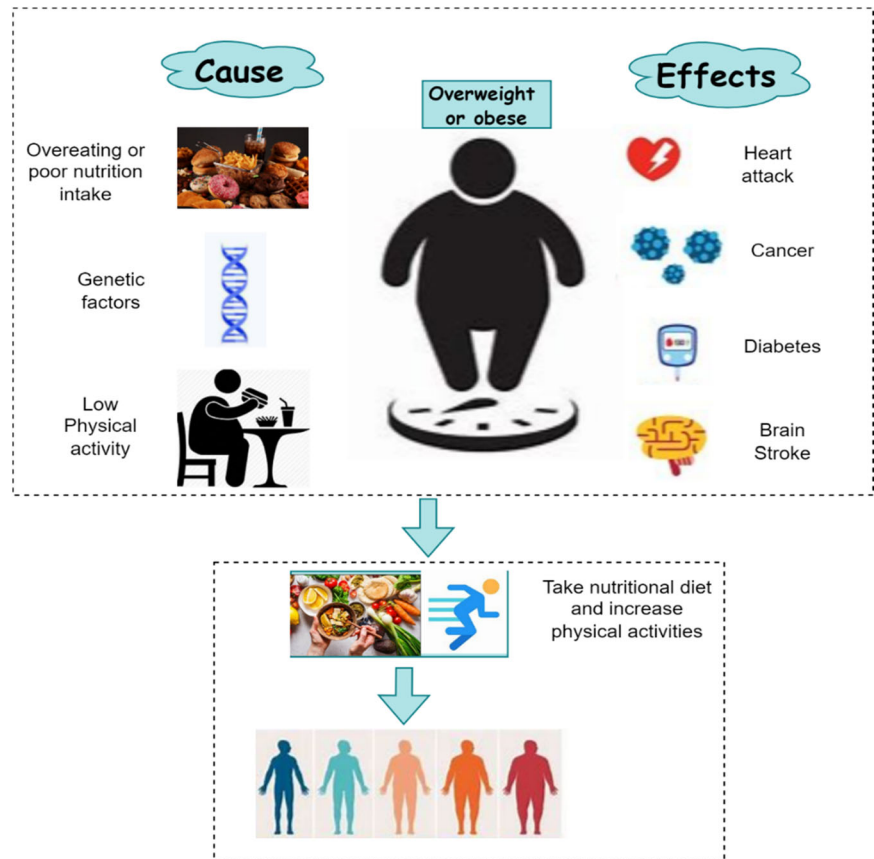 Cause
Effects
Overweight
or obese
Overeating or
poor nutrition
intake
Genetic
factors
Low
Physical
activity
Heart
attack
Cancer
Diabetes
Brain
Stroke
Take nutritional diet
and increase
physical activities